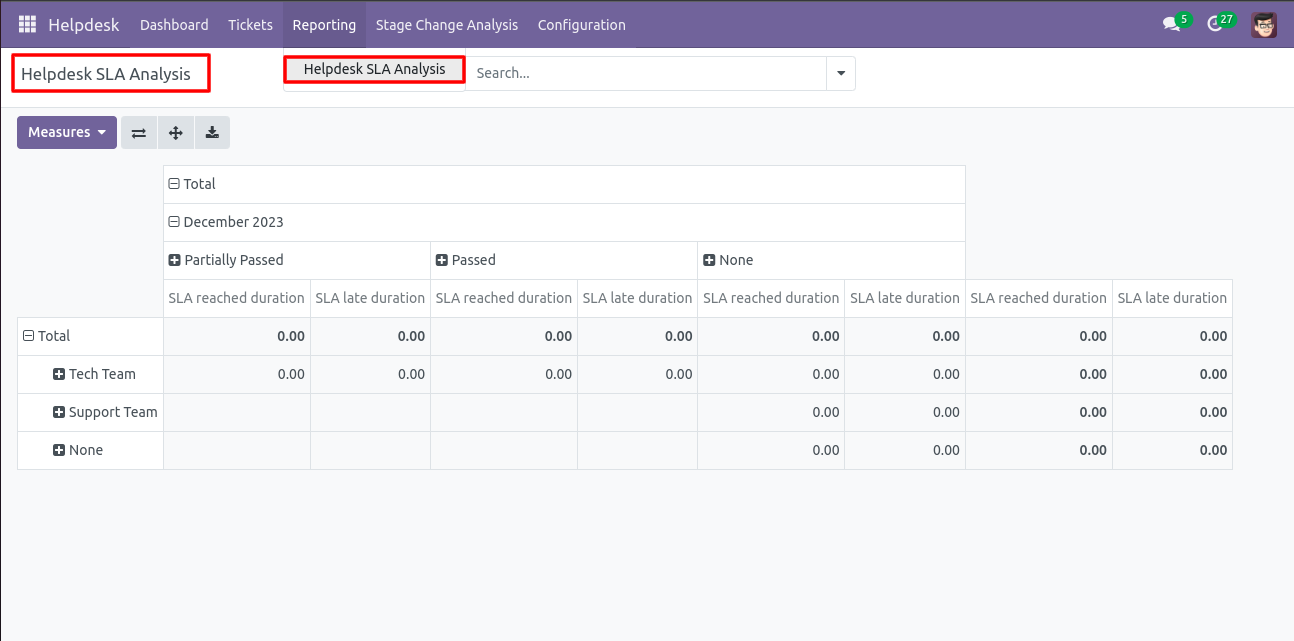 Helpdesk Dashboard Tickets Reporting Stage Change Analysis Configuration 5 27
Helpdesk SLA Analysis Helpdesk SLA Analysis Search...
Measures
Total
December 2023
Partially Passed Passed None
SLA reached duration SLA late duration SLA reached duration SLA late duration SLA reached duration SLA late duration SLA reached duration SLA late duration
Total 0.00 0.00 0.00 0.00 0.00 0.00 0.00 0.00
Tech Team 0.00 0.00 0.00 0.00 0.00 0.00 0.00 0.00
Support Team 0.00 0.00 0.00 0.00
None 0.00 0.00 0.00 0.00